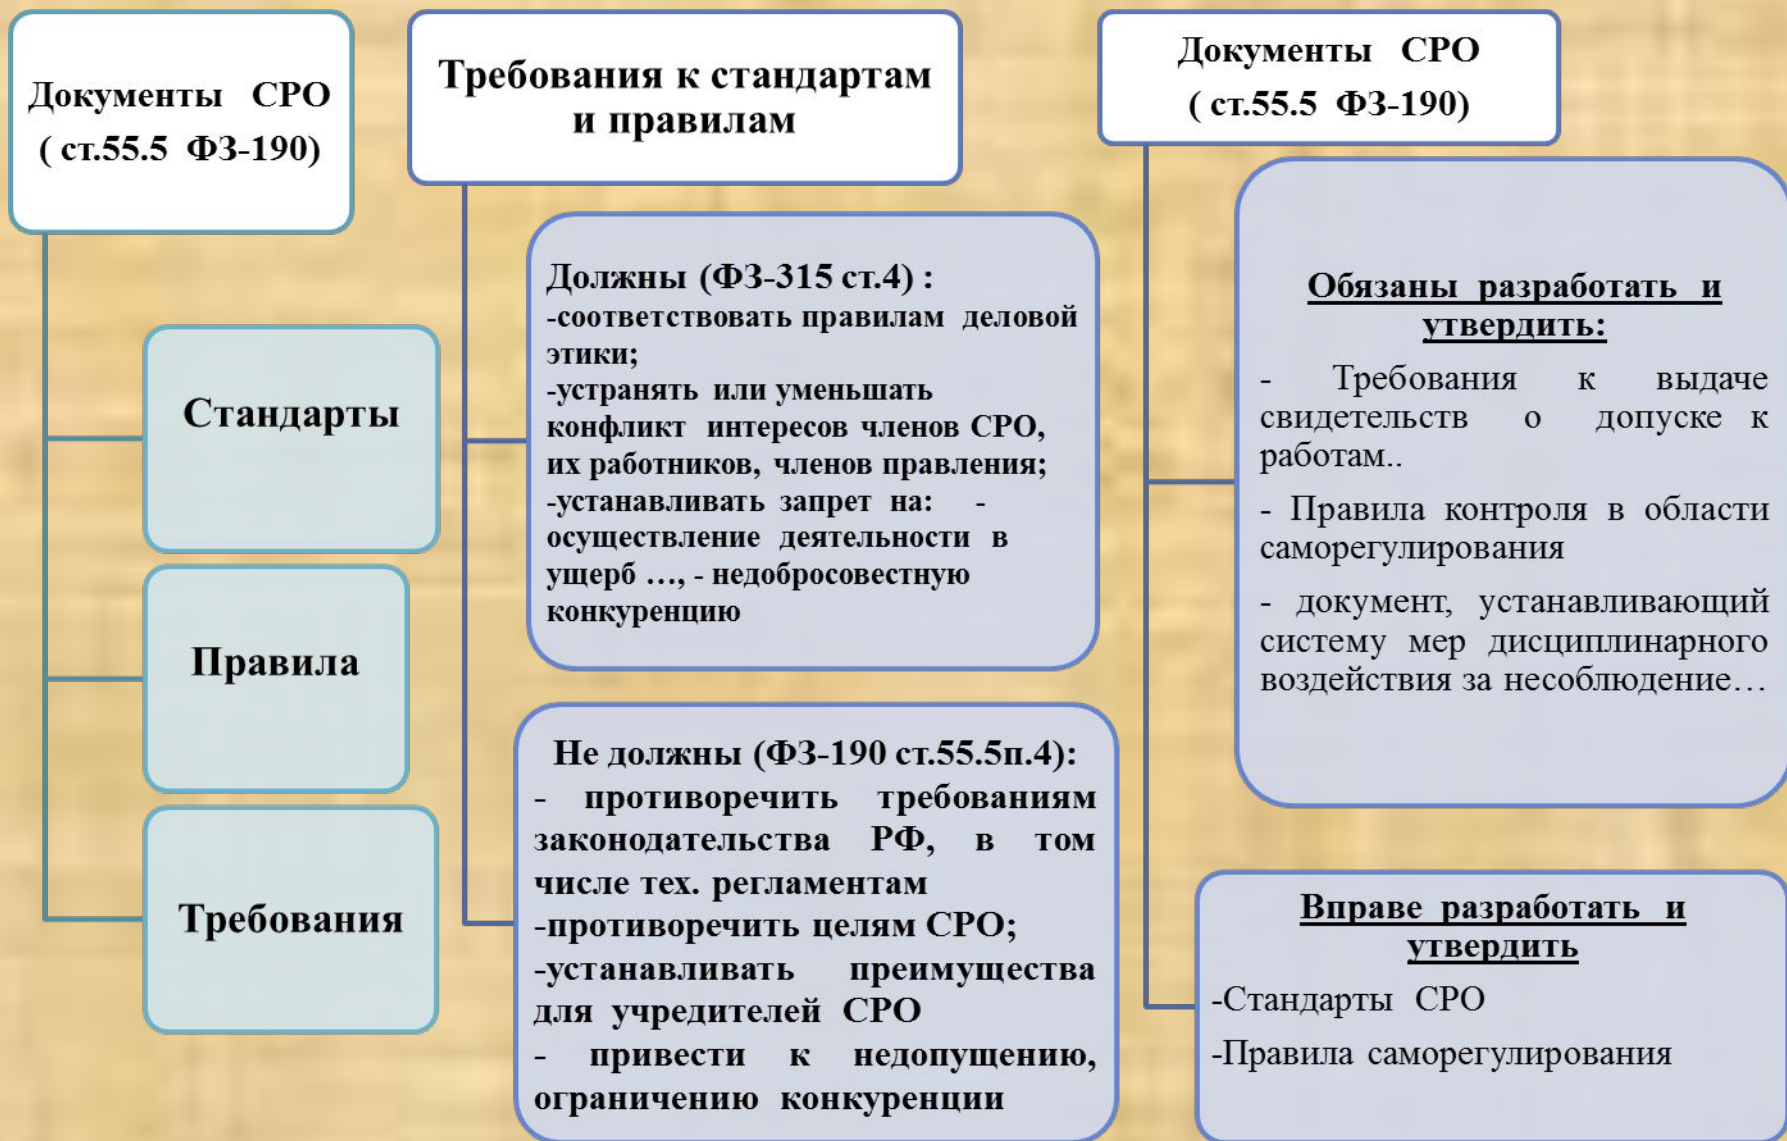 Документы СРО
( ст.55.5 ФЗ-190)
Стандарты
Правила
Требования
Требования к стандартам
и правилам
Должны (ФЗ-315 ст.4) :
-соответствовать правилам деловой
этики;
-устранять или уменьшать
конфликт интересов членов СРО,
их работников, членов правления;
-устанавливать запрет на: -
осуществление деятельности в
ущерб …, - недобросовестную
конкуренцию
Не должны (ФЗ-190 ст.55.5п.4):
- противоречить требованиям
законодательства РФ, в том
числе тех. регламентам
-противоречить целям СРО;
-устанавливать преимущества
для учредителей СРО
- привести к недопущению,
ограничению конкуренции
Документы СРО
( ст.55.5 ФЗ-190)
Обязаны разработать и
утвердить:
- Требования к выдаче
свидетельств о допуске к
работам..
- Правила контроля в области
саморегулирования
- документ, устанавливающий
систему мер дисциплинарного
воздействия за несоблюдение…
Вправе разработать и
утвердить
-Стандарты СРО
-Правила саморегулирования